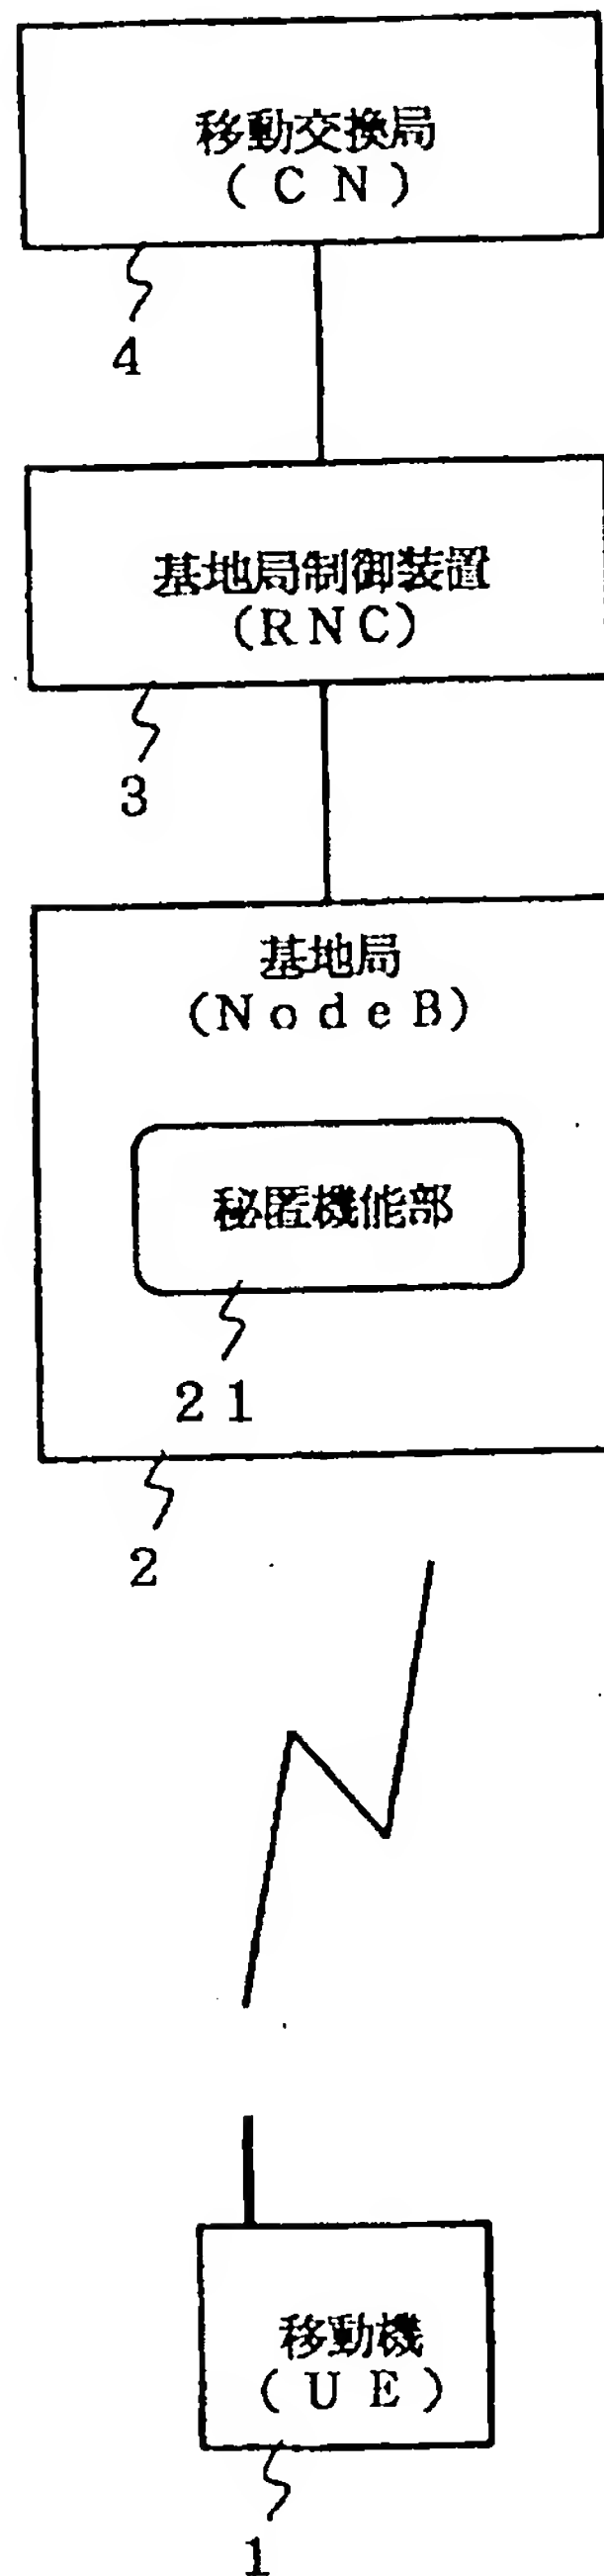 移動交換局
(CN)
4
基地局制御装置
(RNC)
3
基地局
(NodeB)
秘匿機能部
21
2
移動機
(UE)
1